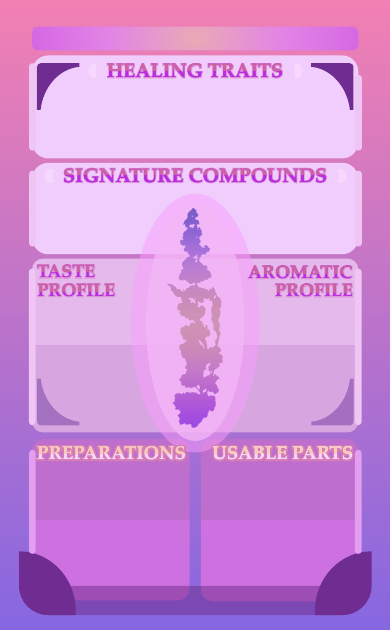 HEALING TRAITS
SIGNATURE COMPOUNDS
TASTE
PROFILE
AROMATIC
PROFILE
PREPARATIONS
USABLE PARTS